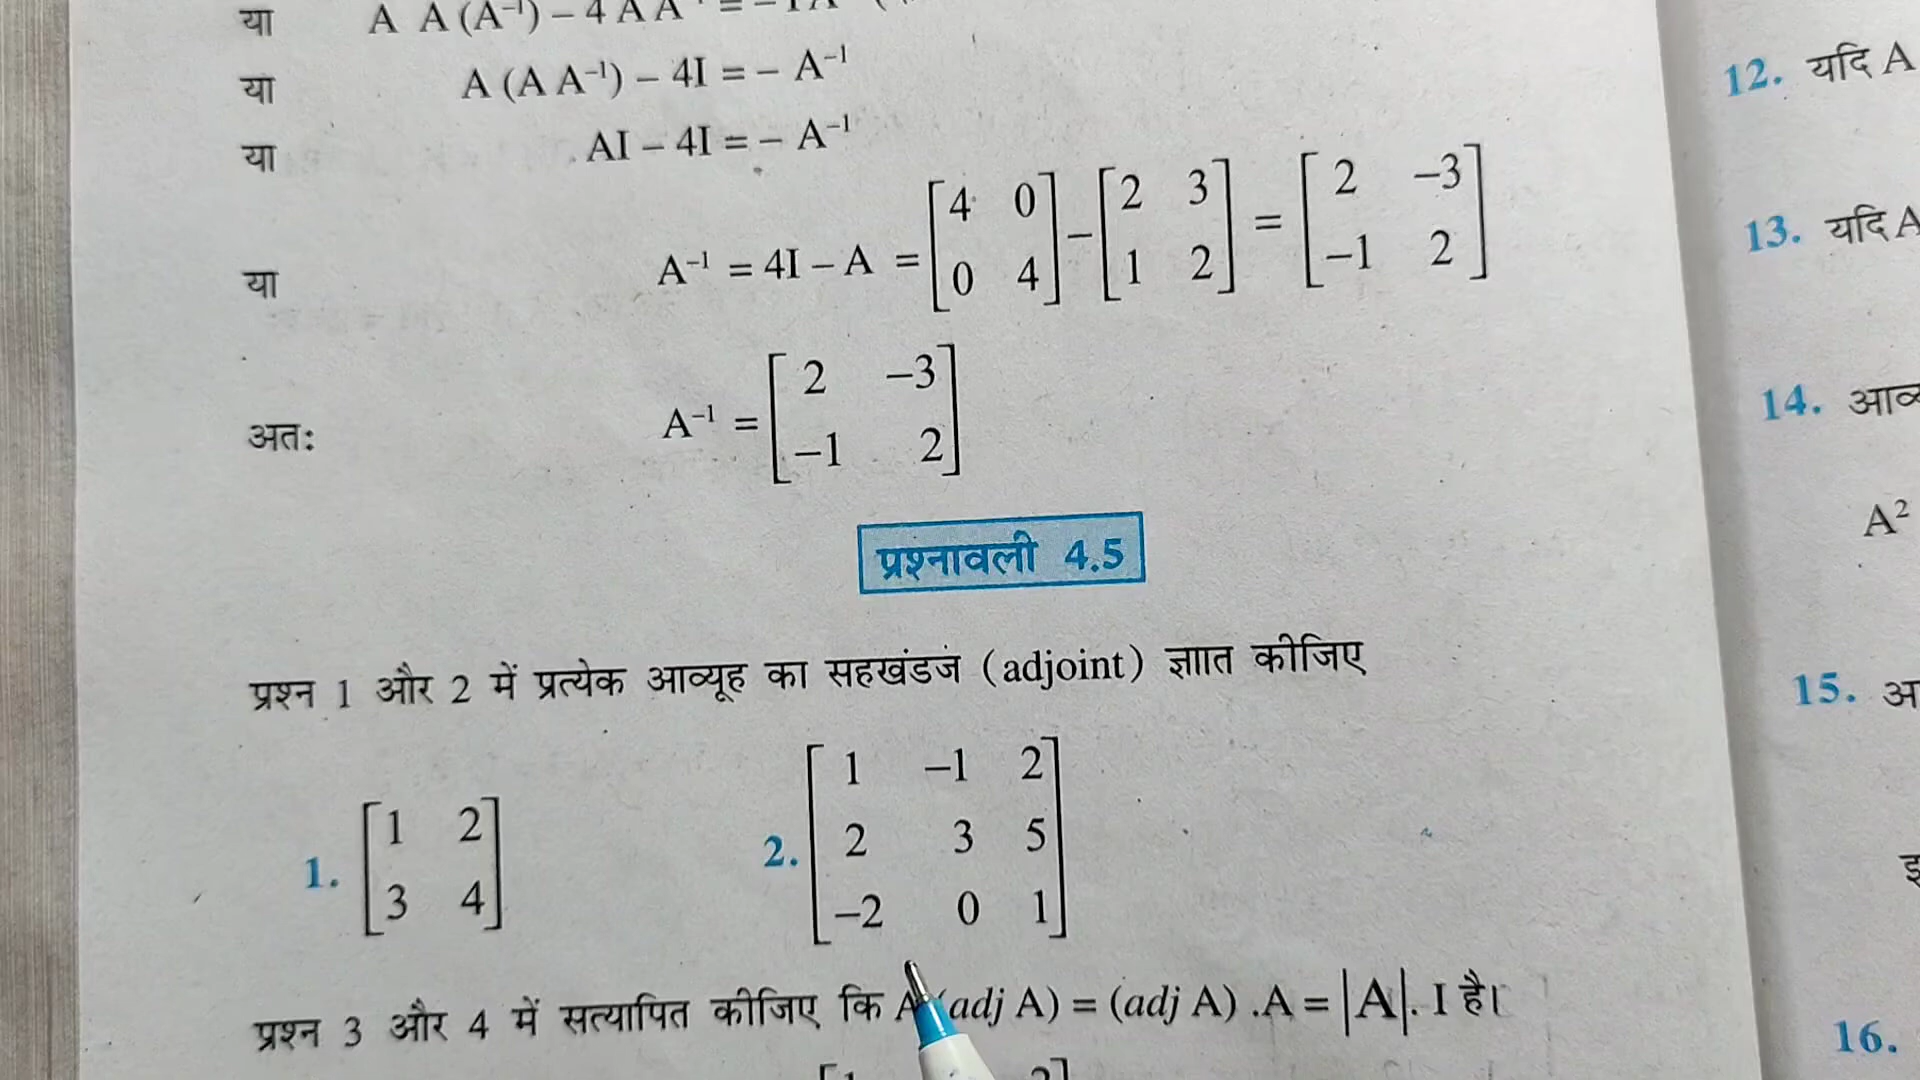 या A A (A⁻¹) – 4 A A
या A (A A⁻¹) – 4I = – A⁻¹
या AI – 4I = – A⁻¹
या A⁻¹ = 4I – A = [4 0; 0 4] – [2 3; 1 2] = [2 –3; –1 2]
अतः A⁻¹ = [2 –3; –1 2]
प्रश्नावली 4.5
प्रश्न 1 और 2 में प्रत्येक आव्यूह का सहखंडज (adjoint) ज्ञात कीजिए
1. [1 2; 3 4] 2. [1 –1 2; 2 3 5; –2 0 1]
प्रश्न 3 और 4 में सत्यापित कीजिए कि A (adj A) = (adj A) .A = |A|. I है।
12. यदि A
13. यदि A
14.
A²
15.
16.